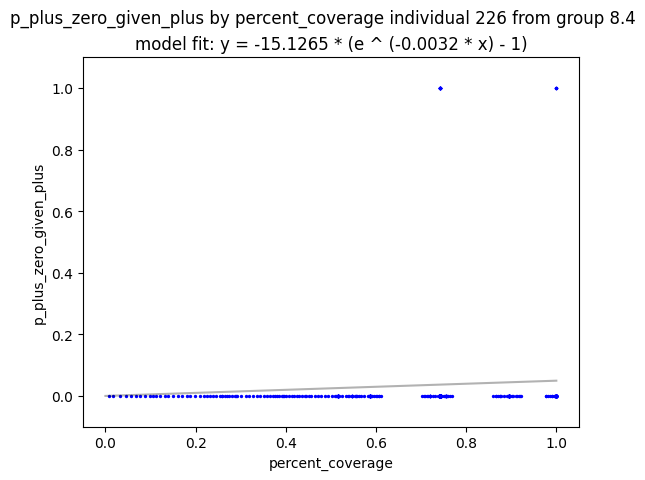 p_plus_zero_given_plus by percent_coverage individual 226 from group 8.4
model fit: y = -15.1265 * (e ^ (-0.0032 * x) - 1)
p_plus_zero_given_plus
1.0
0.8
0.6
0.4
0.2
0.0
0.0 0.2 0.4 0.6 0.8 1.0
percent_coverage